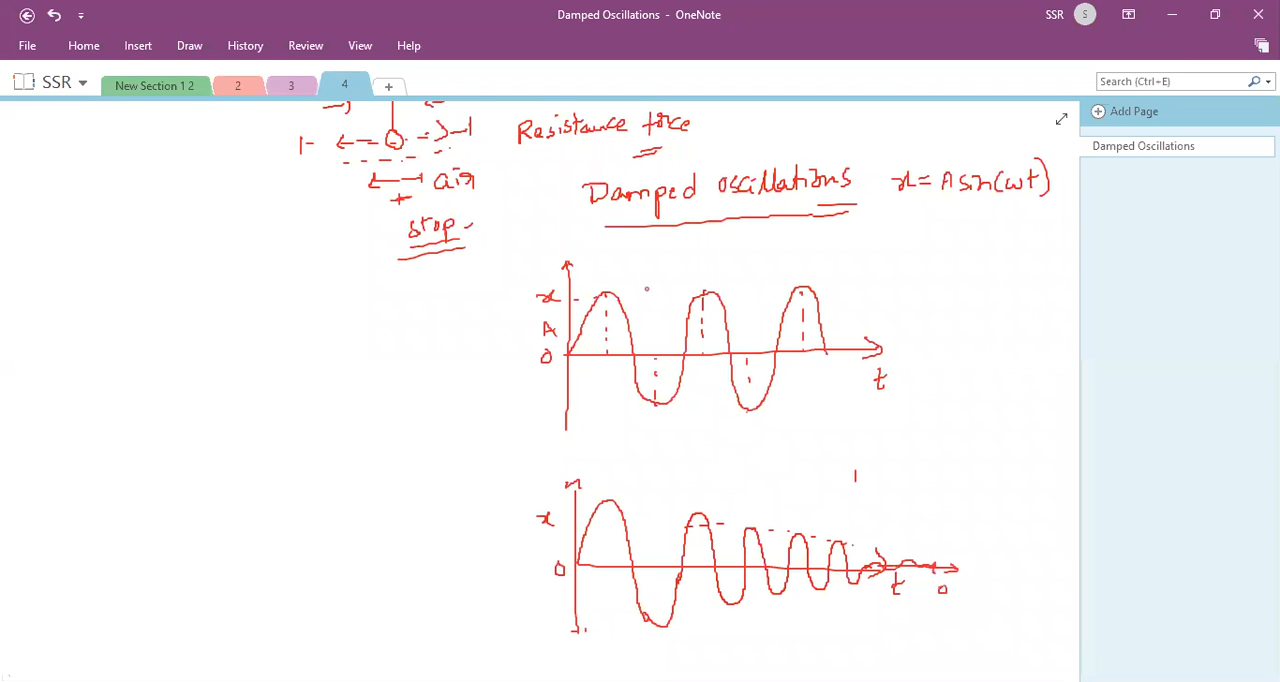 Damped Oscillations - OneNote
SSR
S
File Home Insert Draw History Review View Help
SSR
New Section 1 2
2
3
4
+
Search (Ctrl+E)
Add Page
Damped Oscillations
Resistance force
air
+
stop
Damped oscillations
x = A sin(ωt)
x
A
0
t
x
0
t
0